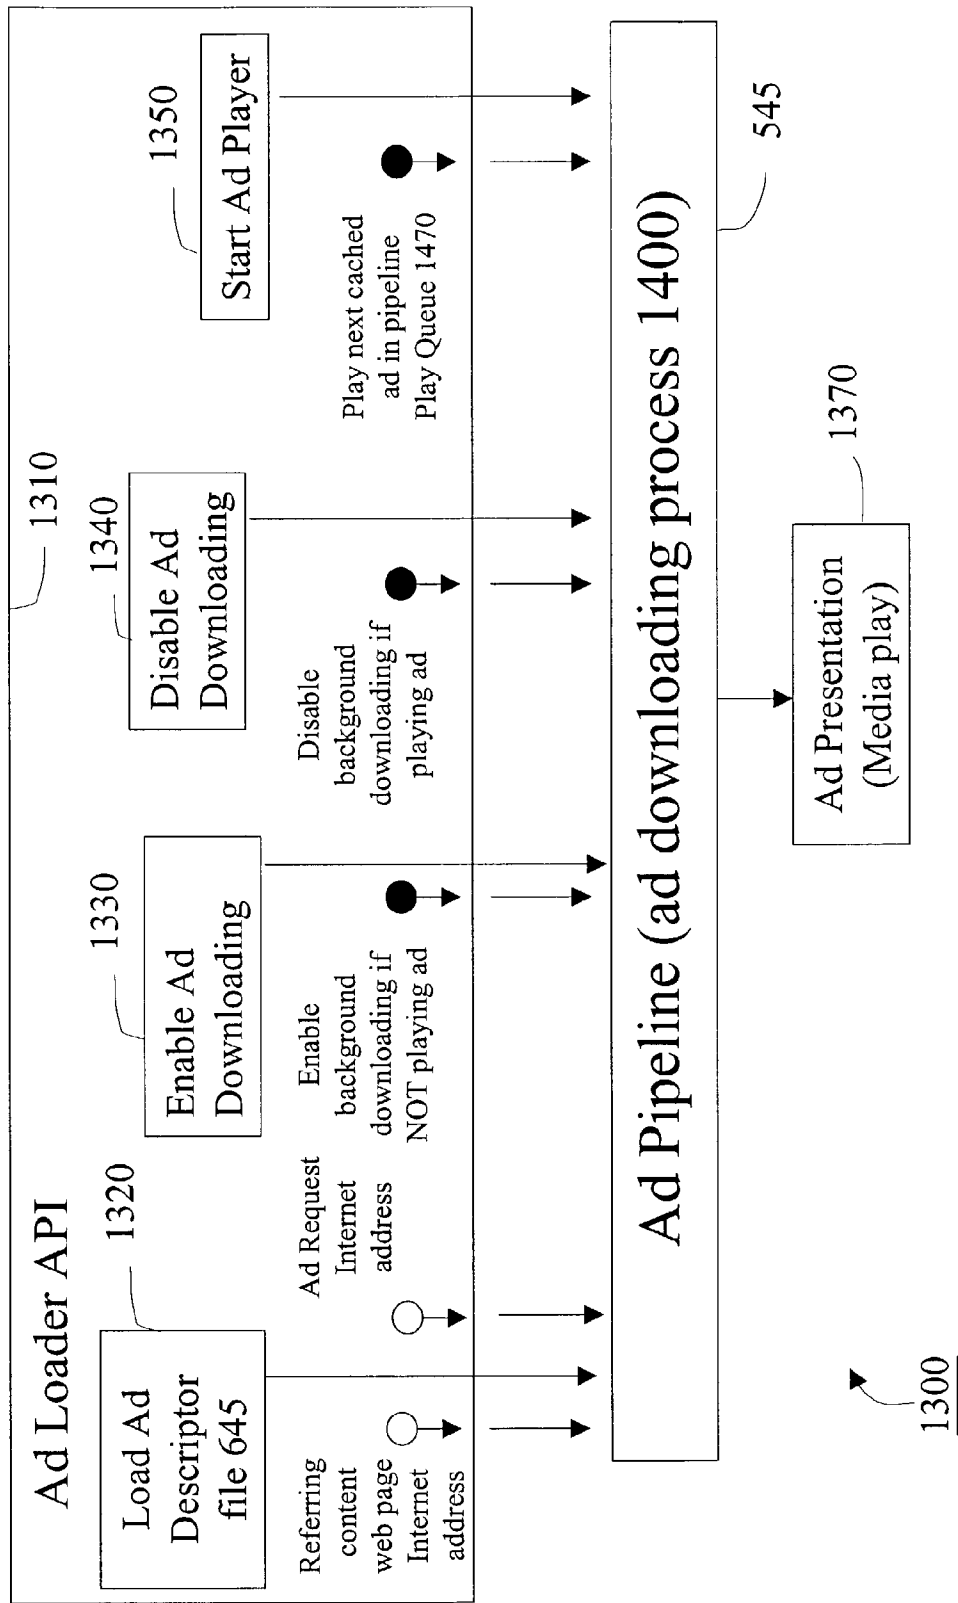 Ad Loader API
1310
1320
Load Ad
Descriptor
file 645
1330
Enable Ad
Downloading
1340
Disable Ad
Downloading
1350
Start Ad Player
Referring
content
web page
Internet
address
Ad Request
Internet
address
Enable
background
downloading if
NOT playing ad
Disable
background
downloading if
playing ad
Play next cached
ad in pipeline
Play Queue 1470
Ad Pipeline (ad downloading process 1400)
545
Ad Presentation
(Media play)
1370
1300